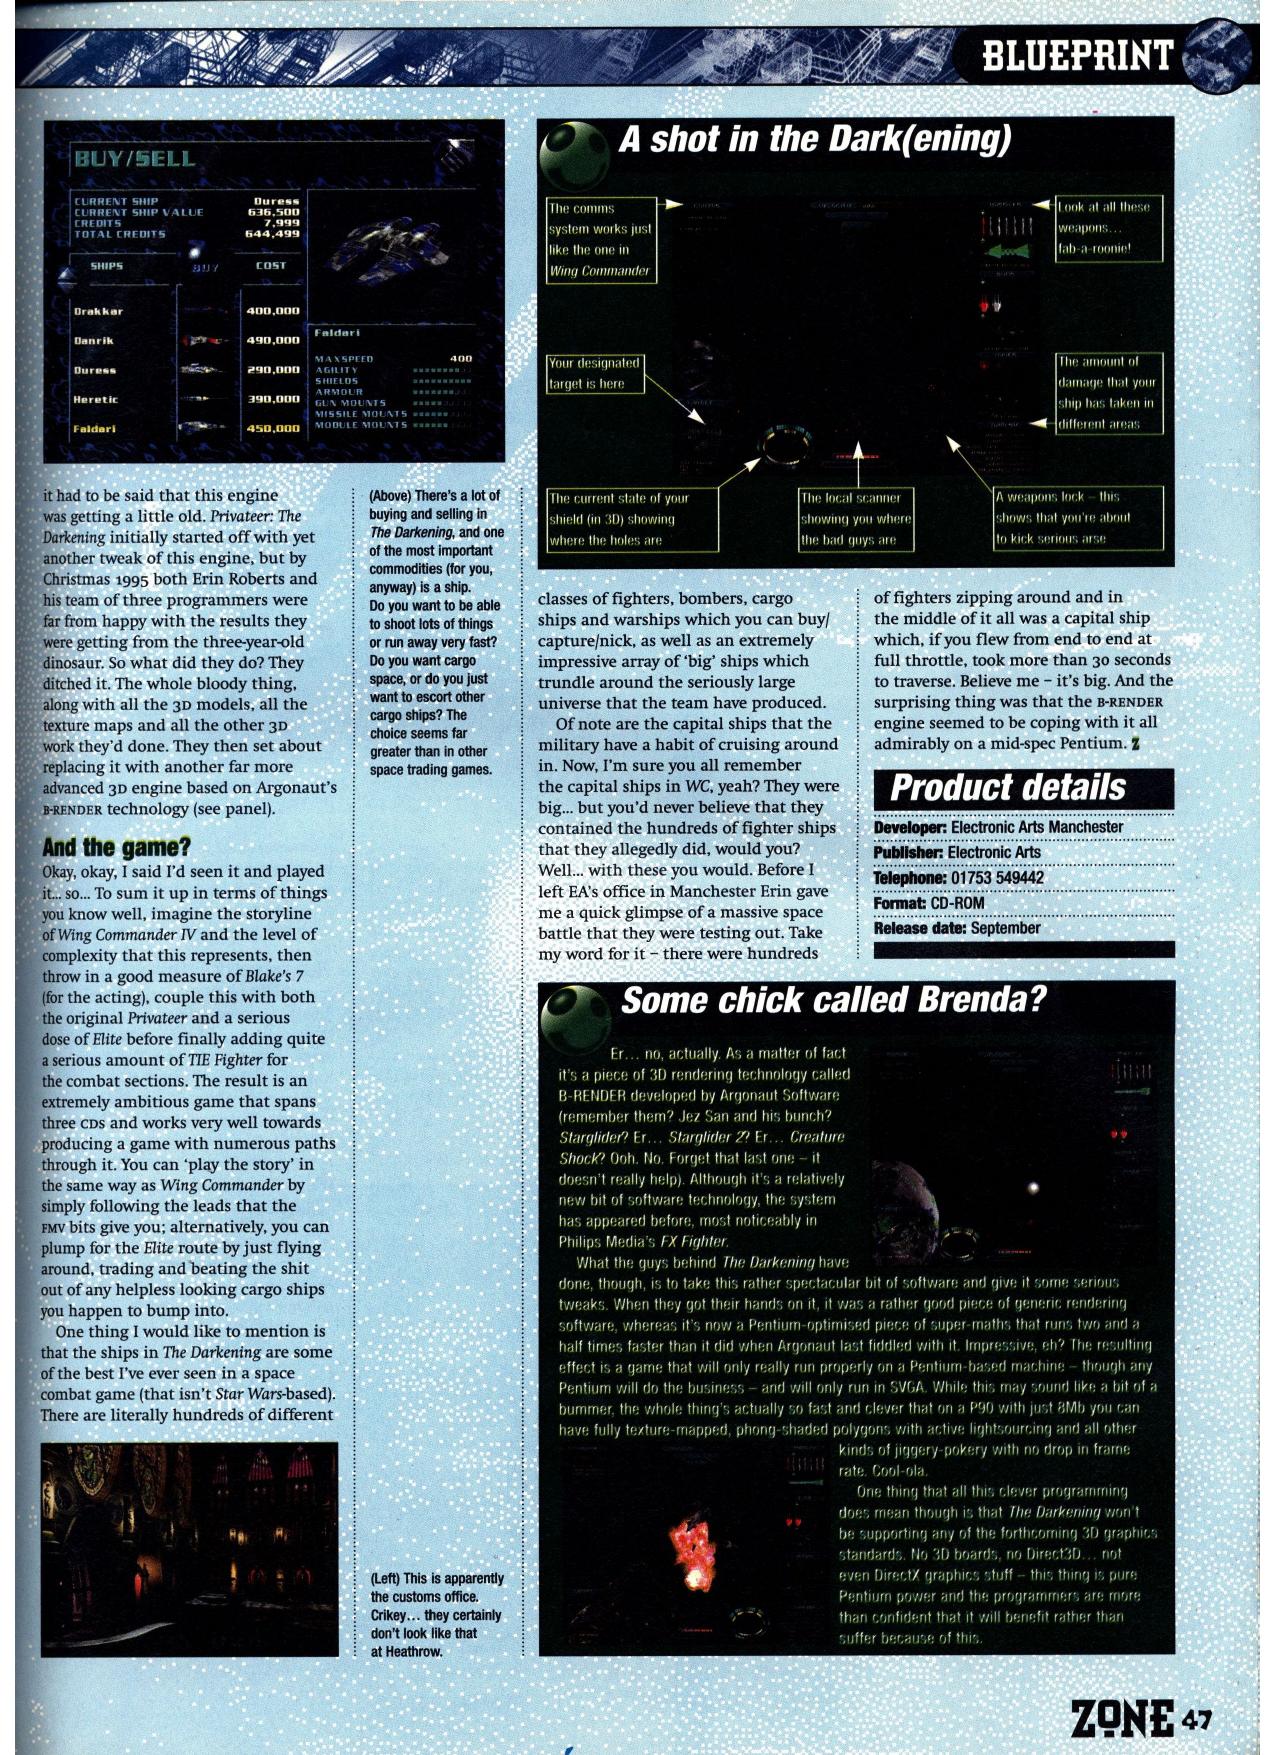 BLUEPRINT
BUY/SELL
CURRENT SHIP Duress
CURRENT SHIP VALUE 636,500
CREDITS 7,999
TOTAL CREDITS 644,499
SHIPS BUY COST
Drakkar 400,000
Danrik 490,000
Duress 290,000
Heretic 390,000
Faldari 450,000
Faldari
MAXSPEED 400
AGILITY
SHIELDS
ARMOUR
GUN MOUNTS
MISSILE MOUNTS
MODULE MOUNTS
it had to be said that this engine
was getting a little old. Privateer: The
Darkening initially started off with yet
another tweak of this engine, but by
Christmas 1995 both Erin Roberts and
his team of three programmers were
far from happy with the results they
were getting from the three-year-old
dinosaur. So what did they do? They
ditched it. The whole bloody thing,
along with all the 3D models, all the
texture maps and all the other 3D
work they'd done. They then set about
replacing it with another far more
advanced 3D engine based on Argonaut's
B-RENDER technology (see panel).
And the game?
Okay, okay, I said I'd seen it and played
it... so... To sum it up in terms of things
you know well, imagine the storyline
of Wing Commander IV and the level of
complexity that this represents, then
throw in a good measure of Blake's 7
(for the acting), couple this with both
the original Privateer and a serious
dose of Elite before finally adding quite
a serious amount of TIE Fighter for
the combat sections. The result is an
extremely ambitious game that spans
three CDs and works very well towards
producing a game with numerous paths
through it. You can 'play the story' in
the same way as Wing Commander by
simply following the leads that the
FMV bits give you; alternatively, you can
plump for the Elite route by just flying
around, trading and beating the shit
out of any helpless looking cargo ships
you happen to bump into.
One thing I would like to mention is
that the ships in The Darkening are some
of the best I've ever seen in a space
combat game (that isn't Star Wars-based).
There are literally hundreds of different
(Above) There's a lot of
buying and selling in
The Darkening, and one
of the most important
commodities (for you,
anyway) is a ship.
Do you want to be able
to shoot lots of things
or run away very fast?
Do you want cargo
space, or do you just
want to escort other
cargo ships? The
choice seems far
greater than in other
space trading games.
(Left) This is apparently
the customs office.
Crikey... they certainly
don't look like that
at Heathrow.
A shot in the Dark(ening)
The comms
system works just
like the one in
Wing Commander
Look at all these
weapons...
fab-a-roonie!
Your designated
target is here
The amount of
damage that your
ship has taken in
different areas
The current state of your
shield (in 3D) showing
where the holes are
The local scanner
showing you where
the bad guys are
A weapons lock – this
shows that you're about
to kick serious arse
classes of fighters, bombers, cargo
ships and warships which you can buy/
capture/nick, as well as an extremely
impressive array of 'big' ships which
trundle around the seriously large
universe that the team have produced.
Of note are the capital ships that the
military have a habit of cruising around
in. Now, I'm sure you all remember
the capital ships in WC, yeah? They were
big... but you'd never believe that they
contained the hundreds of fighter ships
that they allegedly did, would you?
Well... with these you would. Before I
left EA's office in Manchester Erin gave
me a quick glimpse of a massive space
battle that they were testing out. Take
my word for it – there were hundreds
of fighters zipping around and in
the middle of it all was a capital ship
which, if you flew from end to end at
full throttle, took more than 30 seconds
to traverse. Believe me – it's big. And the
surprising thing was that the B-RENDER
engine seemed to be coping with it all
admirably on a mid-spec Pentium. Z
Product details
Developer: Electronic Arts Manchester
Publisher: Electronic Arts
Telephone: 01753 549442
Format: CD-ROM
Release date: September
Some chick called Brenda?
Er... no, actually. As a matter of fact
it's a piece of 3D rendering technology called
B-RENDER developed by Argonaut Software
(remember them? Jez San and his bunch?
Starglider? Er... Starglider 2? Er... Creature
Shock? Ooh. No. Forget that last one – it
doesn't really help). Although it's a relatively
new bit of software technology, the system
has appeared before, most noticeably in
Philips Media's FX Fighter.
What the guys behind The Darkening have
done, though, is to take this rather spectacular bit of software and give it some serious
tweaks. When they got their hands on it, it was a rather good piece of generic rendering
software, whereas it's now a Pentium-optimised piece of super-maths that runs two and a
half times faster than it did when Argonaut last fiddled with it. Impressive, eh? The resulting
effect is a game that will only really run properly on a Pentium-based machine – though any
Pentium will do the business – and will only run in SVGA. While this may sound like a bit of a
bummer, the whole thing's actually so fast and clever that on a P90 with just 8Mb you can
have fully texture-mapped, phong-shaded polygons with active lightsourcing and all other
kinds of jiggery-pokery with no drop in frame
rate. Cool-ola.
One thing that all this clever programming
does mean though is that The Darkening won't
be supporting any of the forthcoming 3D graphics
standards. No 3D boards, no Direct3D... not
even DirectX graphics stuff – this thing is pure
Pentium power and the programmers are more
than confident that it will benefit rather than
suffer because of this.
ZONE 47